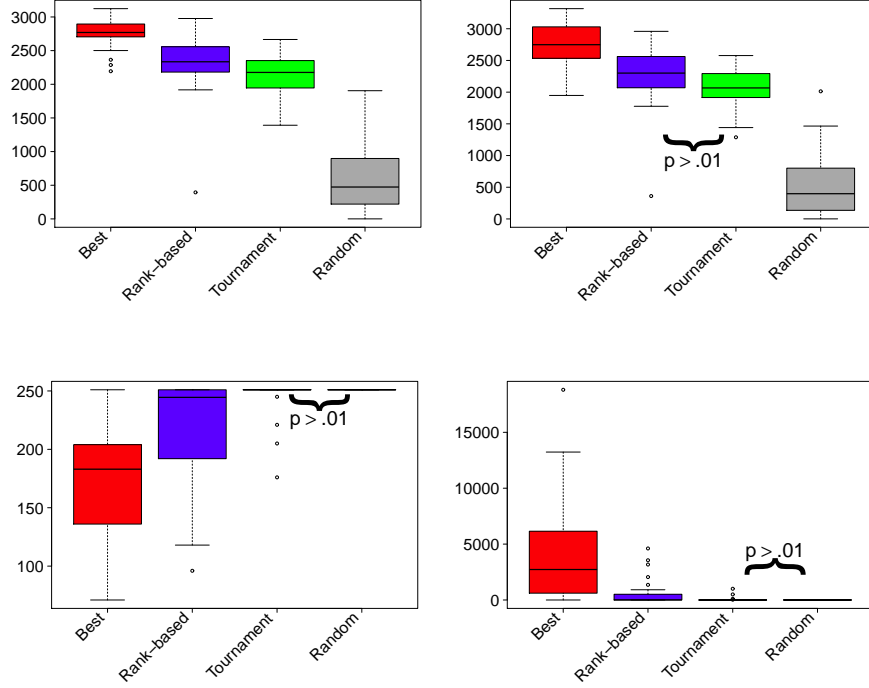 3000
2500
2000
1500
1000
500
0
Best
Rank−based
Tournament
Random
3000
2500
2000
1500
1000
500
0
p > .01
Best
Rank−based
Tournament
Random
250
200
150
100
p > .01
Best
Rank−based
Tournament
Random
15000
10000
5000
0
p > .01
Best
Rank−based
Tournament
Random